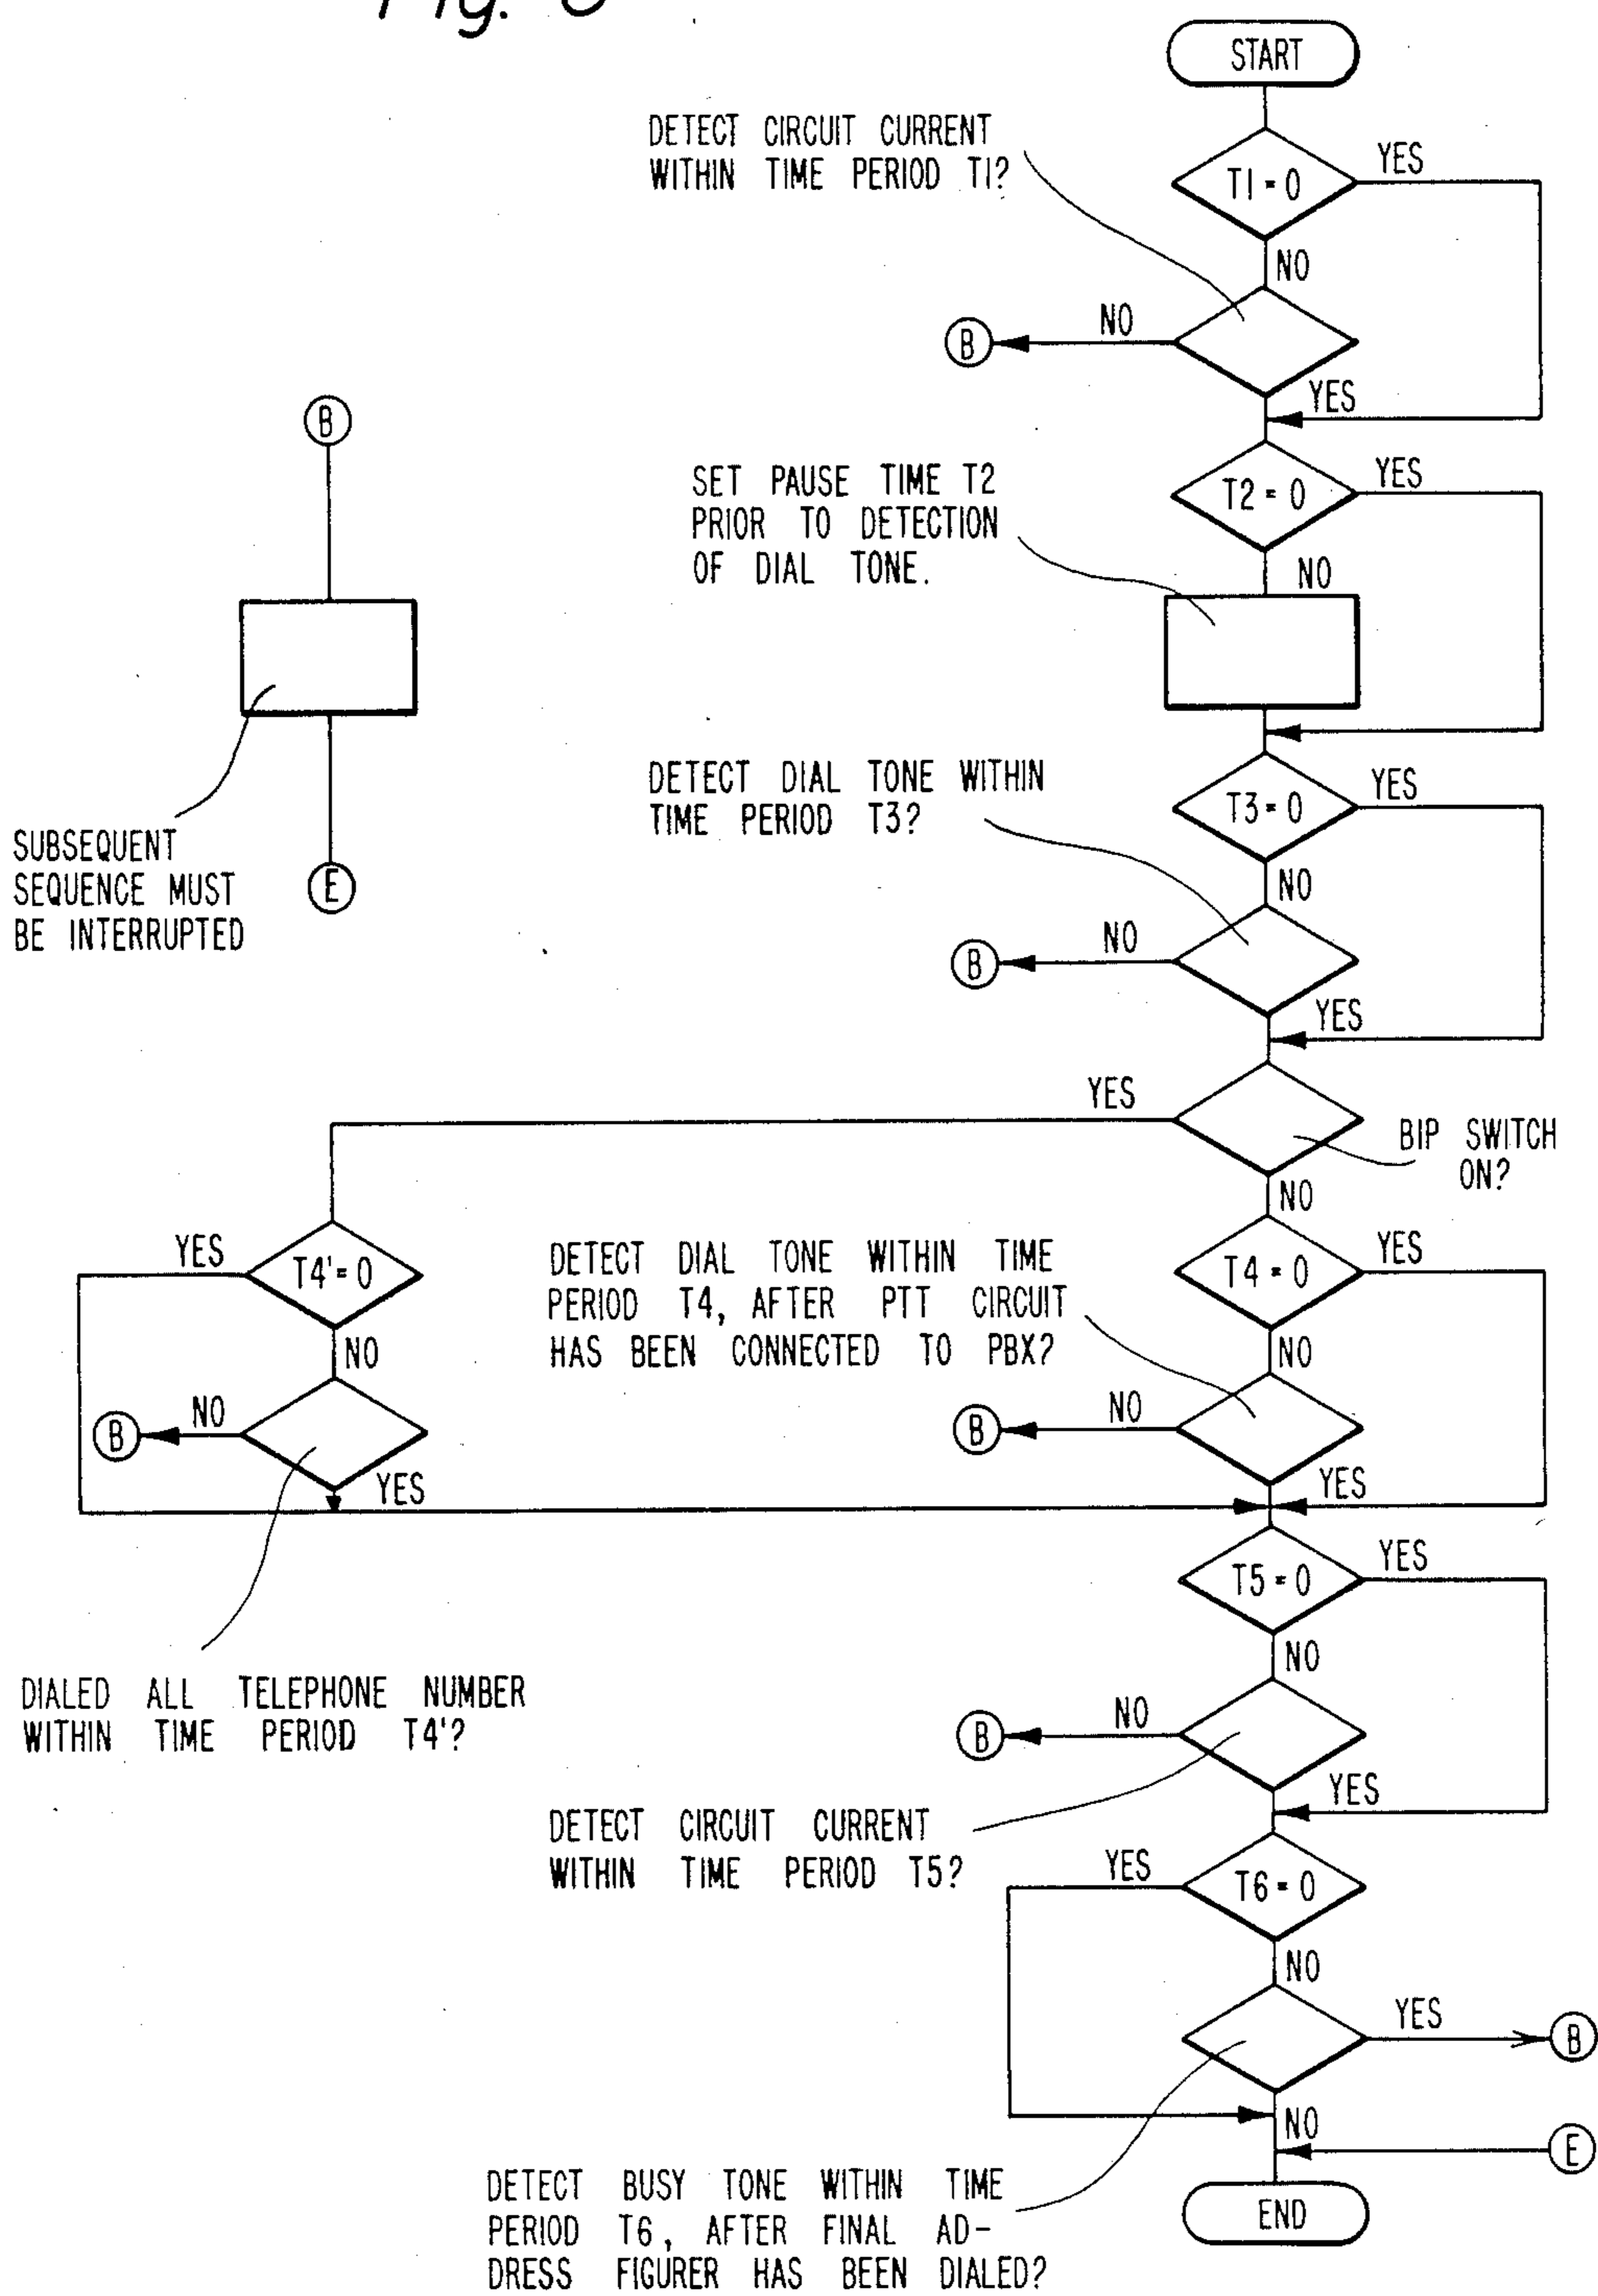 Fig.
START
DETECT CIRCUIT CURRENT
WITHIN TIME PERIOD T1?
T1=0
YES
NO
NO
B
YES
B
SET PAUSE TIME T2
PRIOR TO DETECTION
OF DIAL TONE.
T2=0
YES
NO
DETECT DIAL TONE WITHIN
TIME PERIOD T3?
T3=0
YES
SUBSEQUENT
SEQUENCE MUST
BE INTERRUPTED
E
NO
NO
B
YES
YES
BIP SWITCH
ON?
NO
YES
T4'=0
NO
DETECT DIAL TONE WITHIN TIME
PERIOD T4, AFTER PTT CIRCUIT
HAS BEEN CONNECTED TO PBX?
T4=0
YES
NO
B
NO
YES
B
NO
YES
T5=0
YES
NO
DIALED ALL TELEPHONE NUMBER
WITHIN TIME PERIOD T4'?
B
NO
YES
DETECT CIRCUIT CURRENT
WITHIN TIME PERIOD T5?
YES
T6=0
NO
YES
B
NO
E
DETECT BUSY TONE WITHIN TIME
PERIOD T6, AFTER FINAL AD-
DRESS FIGURER HAS BEEN DIALED?
END